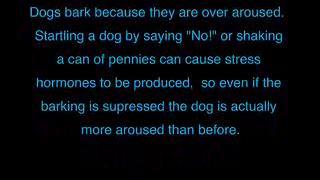 Dogs bark because they are over aroused.
Startling a dog by saying "No!" or shaking
a can of pennies can cause stress
hormones to be produced, so even if the
barking is supressed the dog is actually
more aroused than before.